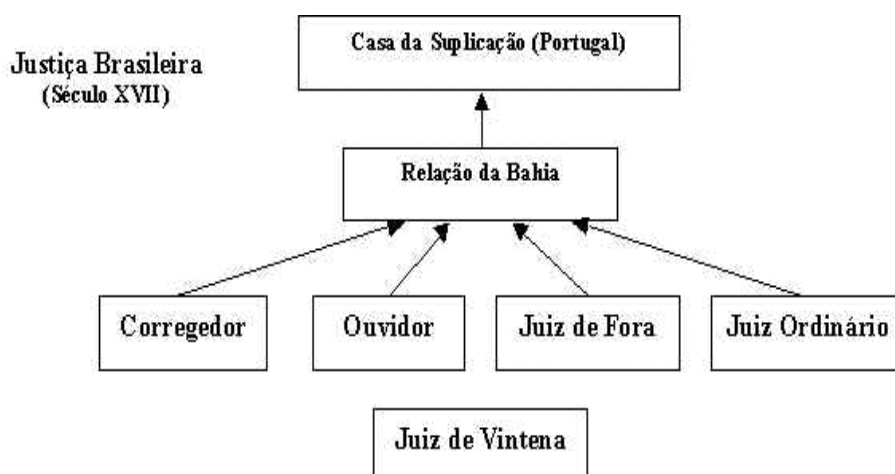 Casa da Suplicação (Portugal)
Justiça Brasileira
(Século XVII)
Relação da Bahia
Corregedor
Ouvidor
Juiz de Fora
Juiz Ordinário
Juiz de Vintena